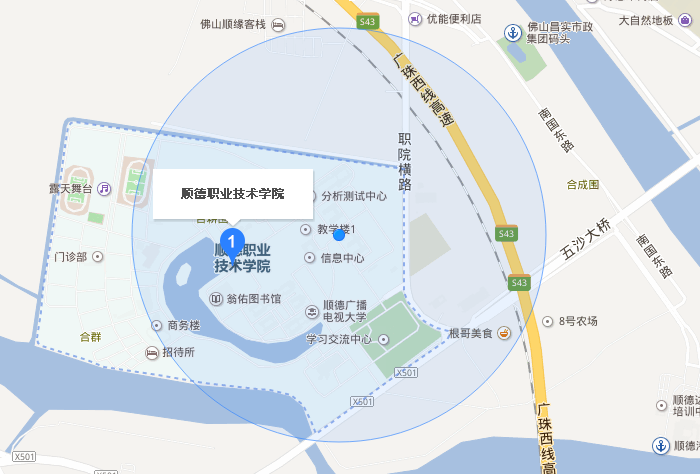 佛山顺缘客栈
S43
优能便利店
佛山昌实市政
集团码头
大自然地板
广珠西线高速
南国东路
职院横路
合成围
露天舞台
顺德职业技术学院
分析测试中心
教学楼1
1
顺德职业
技术学院
信息中心
门诊部
S43
五沙大桥
南国东路
S43
翁佑图书馆
顺德广播
电视大学
商务楼
合群
招待所
学习交流中心
根哥美食
8号农场
X501
X601
广珠西线高速
培训中
X501